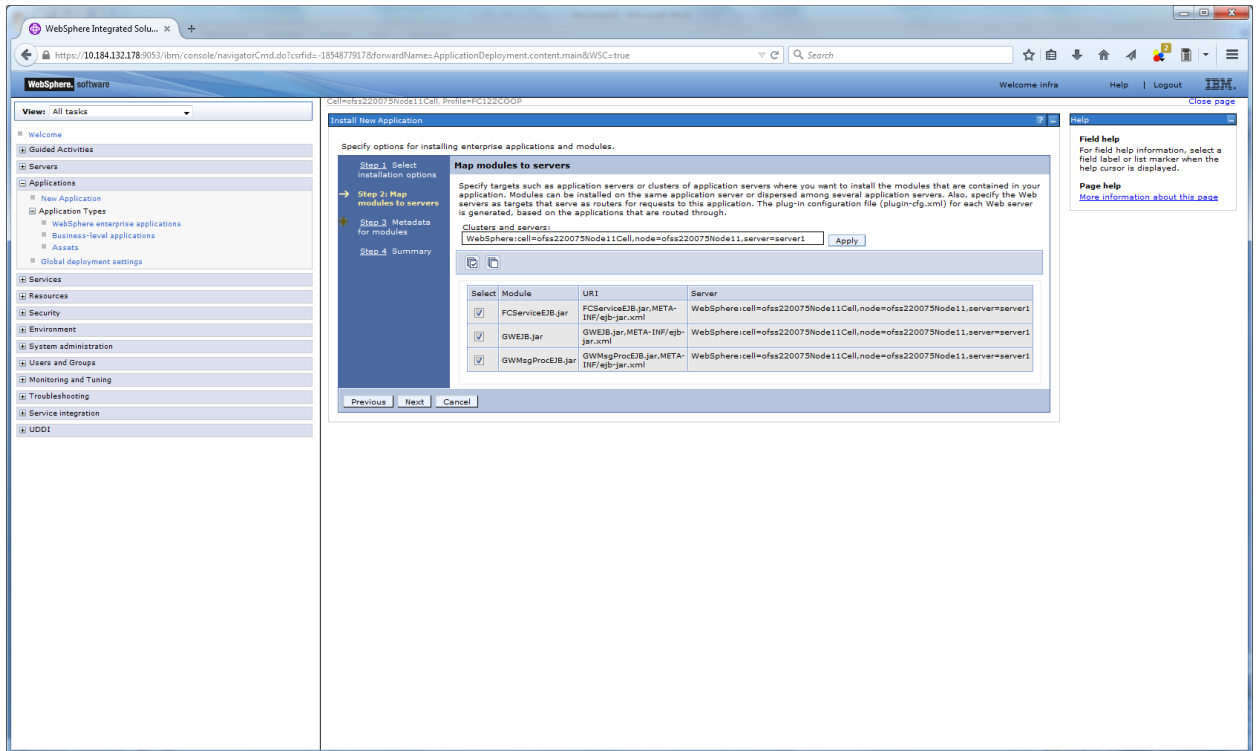 WebSphere Integrated Solu...
https://10.184.132.178:9053/ibm/console/navigatorCmd.do?csrfid=-1854877917&forwardName=ApplicationDeployment.content.main&WSC=true
Search
2
WebSphere. software
Welcome infra
Help | Logout
IBM.
View: All tasks
Welcome
Guided Activities
Servers
Applications
New Application
Application Types
WebSphere enterprise applications
Business-level applications
Assets
Global deployment settings
Services
Resources
Security
Environment
System administration
Users and Groups
Monitoring and Tuning
Troubleshooting
Service integration
UDDI
Cell=ofss220075Node11Cell, Profile=FC122COOP
Close page
Install New Application
?
Specify options for installing enterprise applications and modules.
Step 1 Select
installation options
Step 2: Map
modules to servers
Step 3 Metadata
for modules
Step 4 Summary
Map modules to servers
Specify targets such as application servers or clusters of application servers where you want to install the modules that are contained in your
application. Modules can be installed on the same application server or dispersed among several application servers. Also, specify the Web
servers as targets that serve as routers for requests to this application. The plug-in configuration file (plugin-cfg.xml) for each Web server
is generated, based on the applications that are routed through.
Clusters and servers:
WebSphere:cell=ofss220075Node11Cell,node=ofss220075Node11,server=server1
Apply
Select Module URI Server
FCServiceEJB.jar FCServiceEJB.jar,META-INF/ejb-jar.xml WebSphere:cell=ofss220075Node11Cell,node=ofss220075Node11,server=server1
GWEJB.jar GWEJB.jar,META-INF/ejb-jar.xml WebSphere:cell=ofss220075Node11Cell,node=ofss220075Node11,server=server1
GWMsgProcEJB.jar GWMsgProcEJB.jar,META-INF/ejb-jar.xml WebSphere:cell=ofss220075Node11Cell,node=ofss220075Node11,server=server1
Previous Next Cancel
Help
Field help
For field help information, select a
field label or list marker when the
help cursor is displayed.
Page help
More information about this page